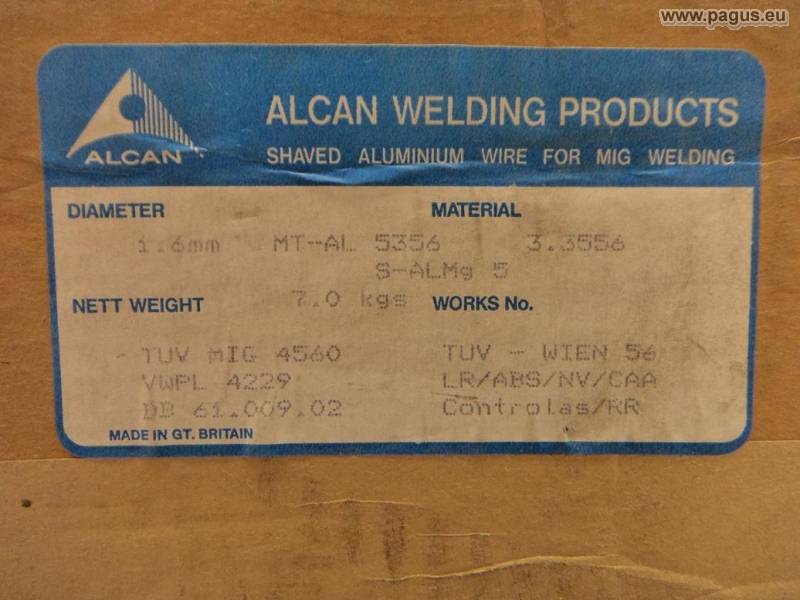 www.pagus.eu
ALCAN WELDING PRODUCTS
ALCAN
SHAVED ALUMINIUM WIRE FOR MIG WELDING
DIAMETER MATERIAL
1.6mm MT-AL 5356 3.3556
S-ALMg 5
NETT WEIGHT 7.0 kgs WORKS No.
TUV MIG 4560 TUV - WIEN 56
VWPL 4229 LR/ABS/NV/CAA
DB 61.009.02 Controlas/RR
MADE IN GT. BRITAIN